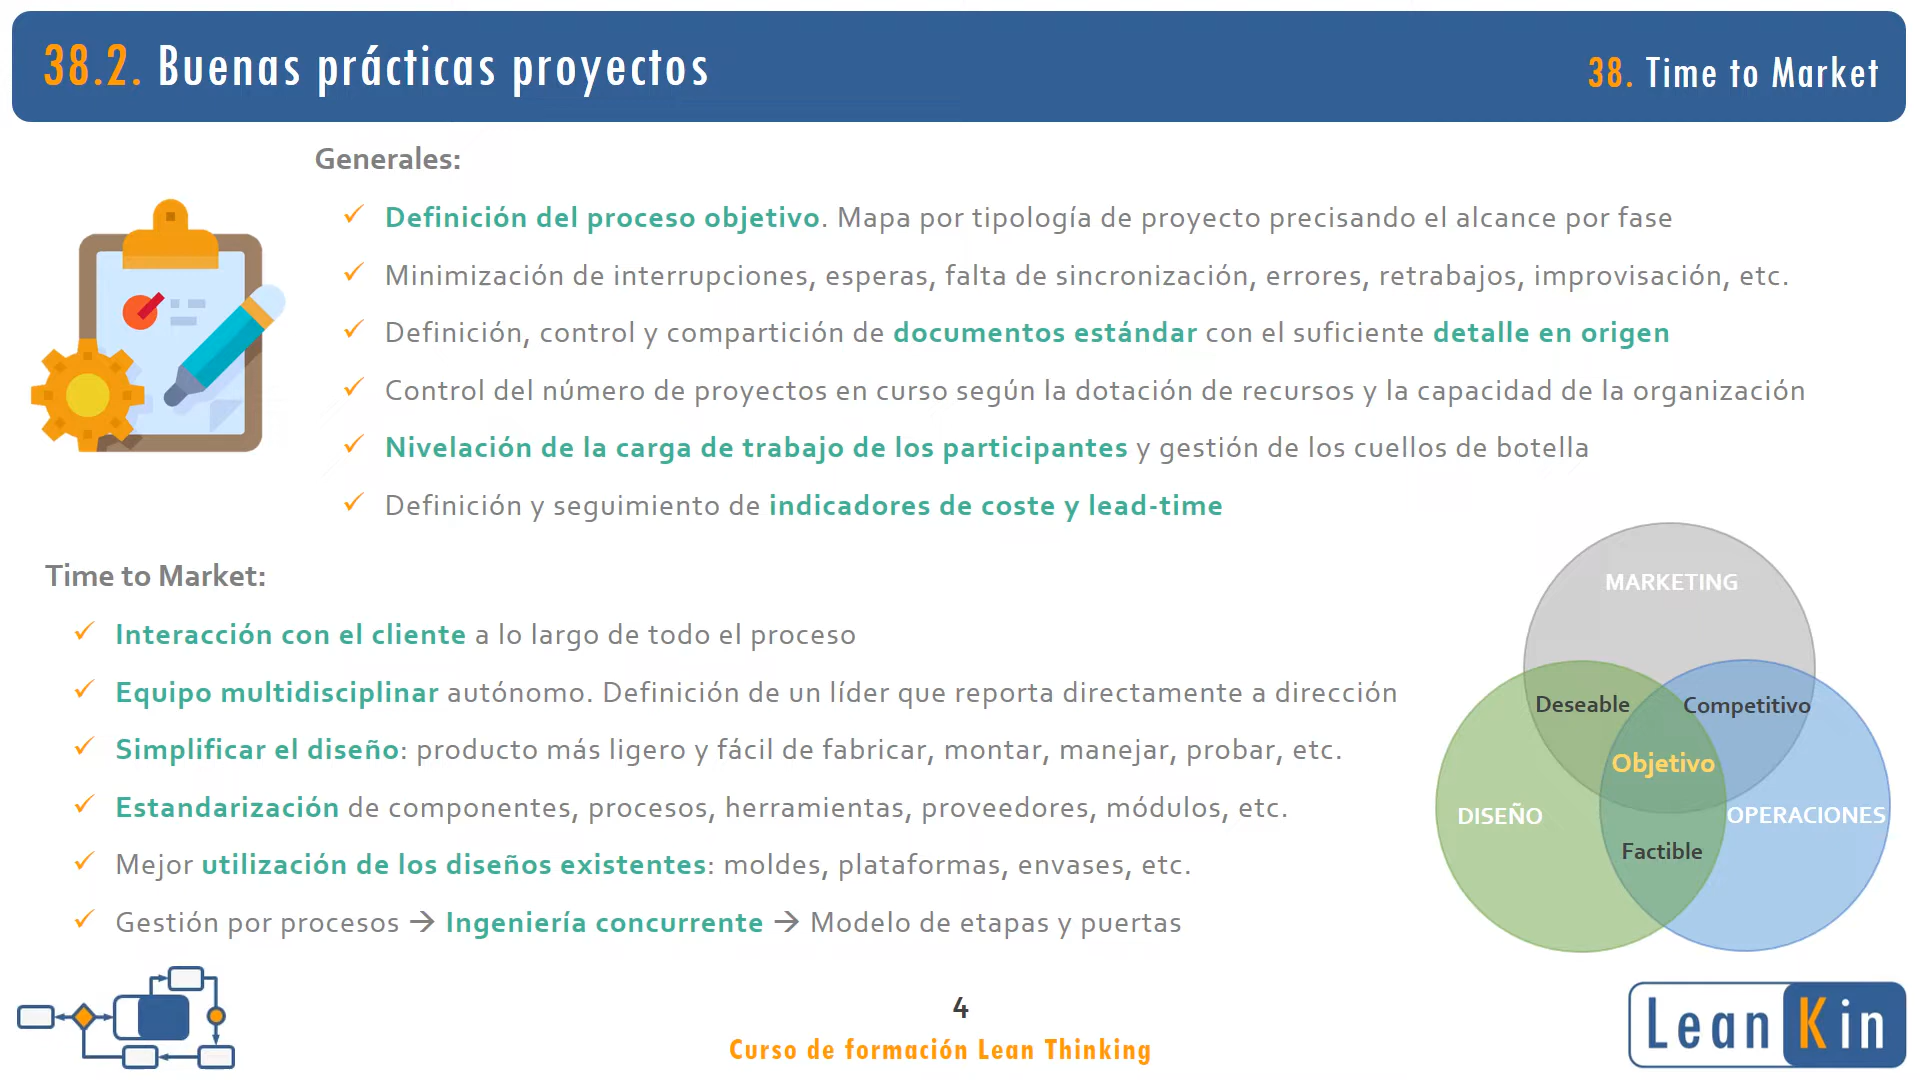 38.2. Buenas prácticas proyectos
38. Time to Market
Generales:
Definición del proceso objetivo. Mapa por tipología de proyecto precisando el alcance por fase
Minimización de interrupciones, esperas, falta de sincronización, errores, retrabajos, improvisación, etc.
Definición, control y compartición de documentos estándar con el suficiente detalle en origen
Control del número de proyectos en curso según la dotación de recursos y la capacidad de la organización
Nivelación de la carga de trabajo de los participantes y gestión de los cuellos de botella
Definición y seguimiento de indicadores de coste y lead-time
Time to Market:
Interacción con el cliente a lo largo de todo el proceso
Equipo multidisciplinar autónomo. Definición de un líder que reporta directamente a dirección
Simplificar el diseño: producto más ligero y fácil de fabricar, montar, manejar, probar, etc.
Estandarización de componentes, procesos, herramientas, proveedores, módulos, etc.
Mejor utilización de los diseños existentes: moldes, plataformas, envases, etc.
Gestión por procesos → Ingeniería concurrente → Modelo de etapas y puertas
MARKETING
Deseable
Competitivo
Objetivo
DISEÑO
OPERACIONES
Factible
4
Curso de formación Lean Thinking
LeanKin